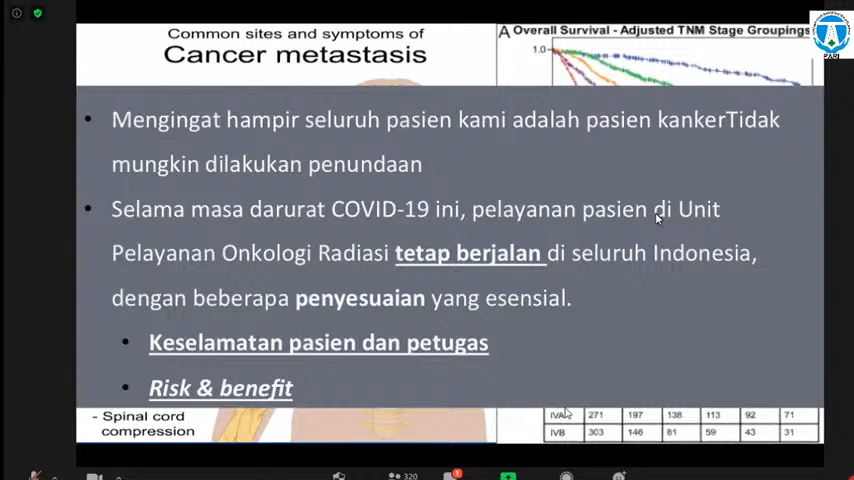 Common sites and symptoms of
Cancer metastasis
A Overall Survival - Adjusted TNM Stage Groupings
1.0
PARI
• Mengingat hampir seluruh pasien kami adalah pasien kankerTidak
mungkin dilakukan penundaan
• Selama masa darurat COVID-19 ini, pelayanan pasien di Unit
Pelayanan Onkologi Radiasi tetap berjalan di seluruh Indonesia,
dengan beberapa penyesuaian yang esensial.
• Keselamatan pasien dan petugas
• Risk & benefit
- Spinal cord
compression
IVA 271 197 138 113 92 71
IVB 303 146 81 59 43 31
320
1